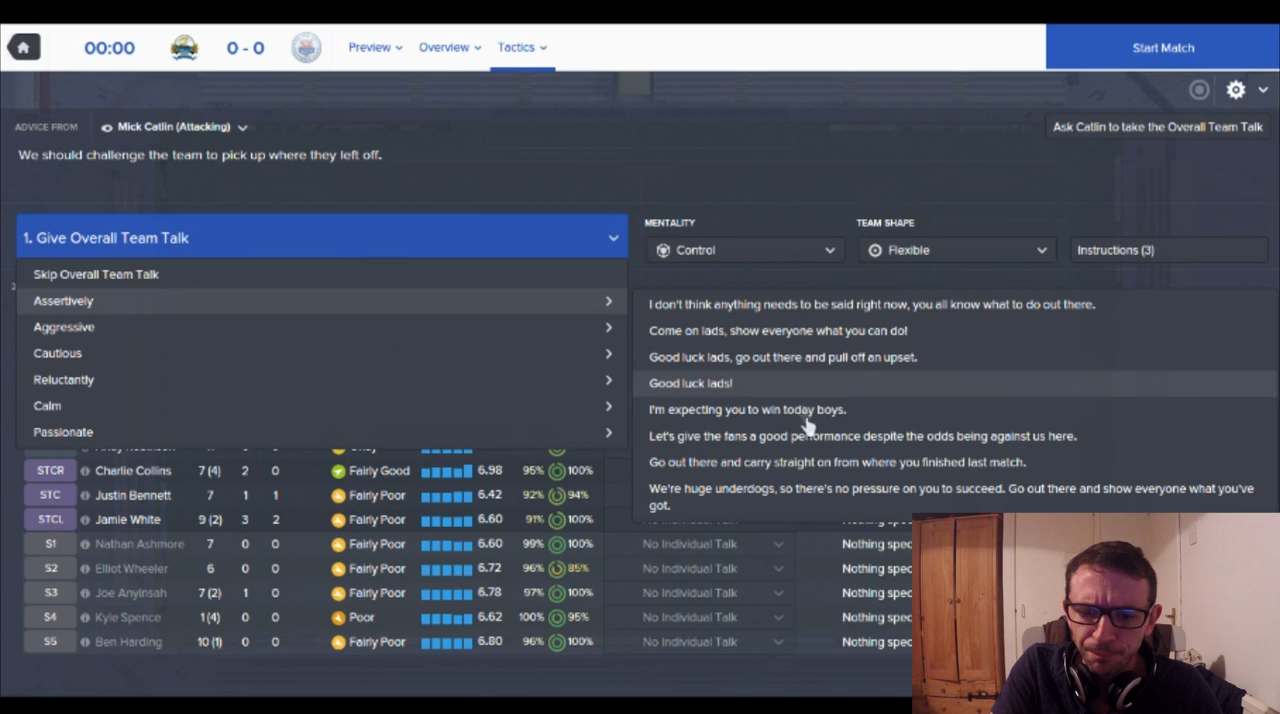 00:00 0 - 0 Preview Overview Tactics Start Match
ADVICE FROM Mick Catlin (Attacking) Ask Catlin to take the Overall Team Talk
We should challenge the team to pick up where they left off.
1. Give Overall Team Talk
MENTALITY TEAM SHAPE
Control Flexible Instructions (3)
Skip Overall Team Talk
Assertively
Aggressive
Cautious
Reluctantly
Calm
Passionate
I don't think anything needs to be said right now, you all know what to do out there.
Come on lads, show everyone what you can do!
Good luck lads, go out there and pull off an upset.
Good luck lads!
I'm expecting you to win today boys.
Let's give the fans a good performance despite the odds being against us here.
Go out there and carry straight on from where you finished last match.
We're huge underdogs, so there's no pressure on you to succeed. Go out there and show everyone what you've
got.
STCR Charlie Collins 7 (4) 2 0 Fairly Good 6.98 95% 100%
STC Justin Bennett 7 1 1 Fairly Poor 6.42 92% 94%
STCL Jamie White 9 (2) 3 2 Fairly Poor 6.60 91% 100%
S1 Nathan Ashmore 7 0 0 Fairly Poor 6.60 99% 100% No Individual Talk Nothing spec
S2 Elliot Wheeler 6 0 0 Fairly Poor 6.72 96% 85% No Individual Talk Nothing spec
S3 Joe Anyinsah 7 (2) 1 0 Fairly Poor 6.78 97% 100% No Individual Talk Nothing spec
S4 Kyle Spence 1 (4) 0 0 Poor 6.62 100% 95% No Individual Talk Nothing spec
S5 Ben Harding 10 (1) 0 0 Fairly Poor 6.80 96% 100% No Individual Talk Nothing spec